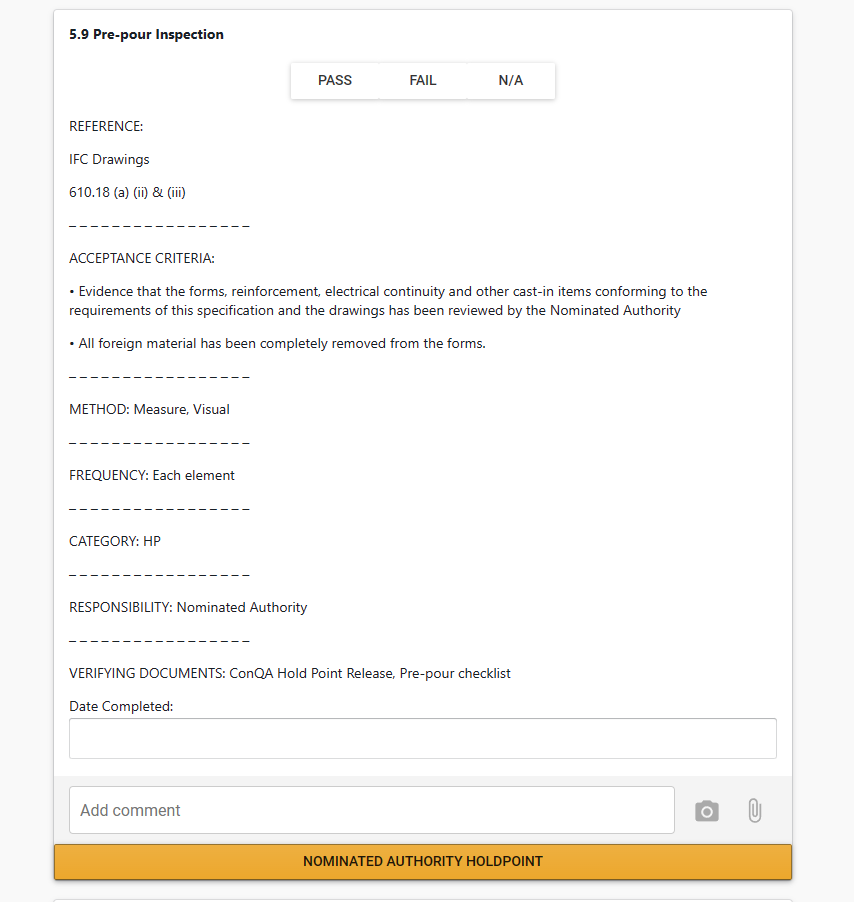 5.9 Pre-pour Inspection
PASS FAIL N/A
REFERENCE:
IFC Drawings
610.18 (a) (ii) & (iii)
_ _ _ _ _ _ _ _ _ _ _ _ _ _ _ _ _
ACCEPTANCE CRITERIA:
• Evidence that the forms, reinforcement, electrical continuity and other cast-in items conforming to the
requirements of this specification and the drawings has been reviewed by the Nominated Authority
• All foreign material has been completely removed from the forms.
_ _ _ _ _ _ _ _ _ _ _ _ _ _ _ _ _
METHOD: Measure, Visual
_ _ _ _ _ _ _ _ _ _ _ _ _ _ _ _ _
FREQUENCY: Each element
_ _ _ _ _ _ _ _ _ _ _ _ _ _ _ _ _
CATEGORY: HP
_ _ _ _ _ _ _ _ _ _ _ _ _ _ _ _ _
RESPONSIBILITY: Nominated Authority
_ _ _ _ _ _ _ _ _ _ _ _ _ _ _ _ _
VERIFYING DOCUMENTS: ConQA Hold Point Release, Pre-pour checklist
Date Completed:
Add comment
NOMINATED AUTHORITY HOLDPOINT